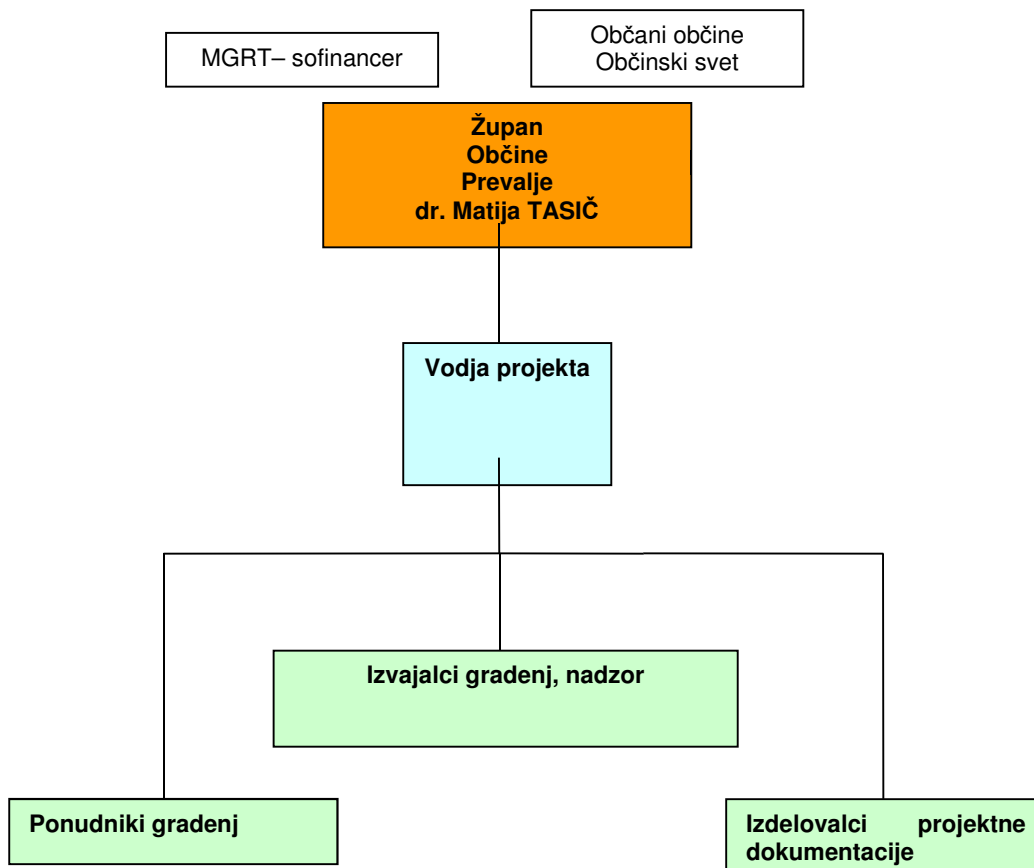 MGRT– sofinancer
Občani občine
Občinski svet
Župan
Občine
Prevalje
dr. Matija TASIČ
Vodja projekta
Izvajalci gradenj, nadzor
Ponudniki gradenj
Izdelovalci projektne
dokumentacije